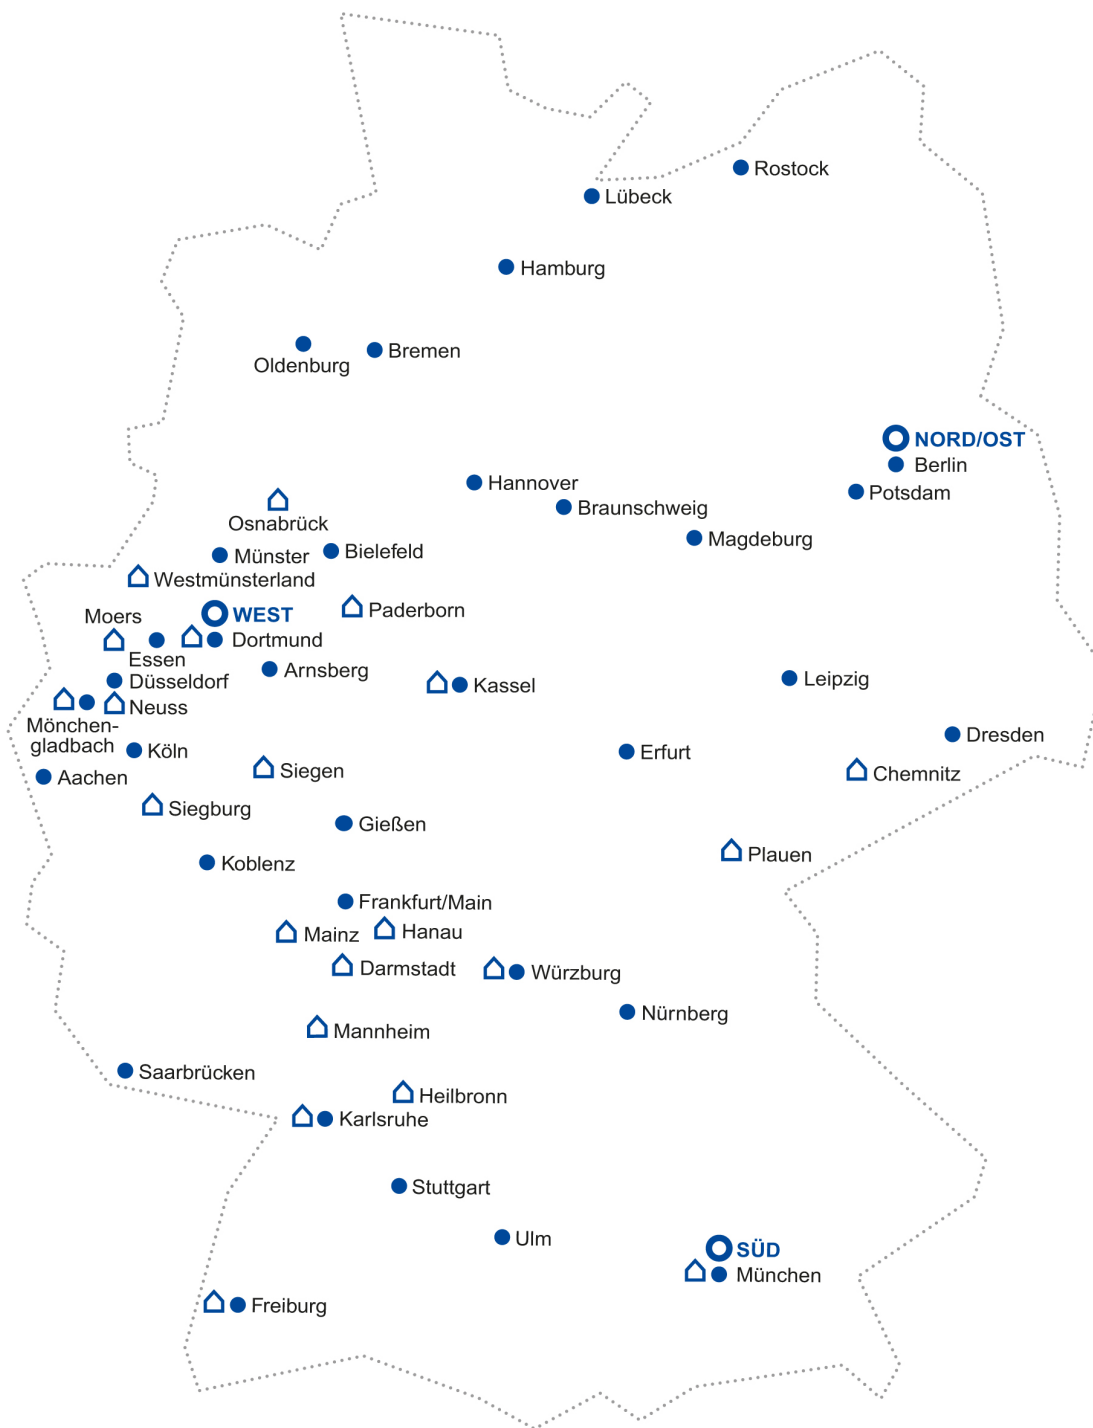 Rostock
Lübeck
Hamburg
Oldenburg
Bremen
NORD/OST
Berlin
Potsdam
Hannover
Braunschweig
Magdeburg
Osnabrück
Münster
Bielefeld
Westmünsterland
Moers
WEST
Paderborn
Essen
Dortmund
Arnsberg
Düsseldorf
Kassel
Leipzig
Neuss
Mönchen-
gladbach
Köln
Erfurt
Dresden
Aachen
Siegen
Chemnitz
Siegburg
Gießen
Plauen
Koblenz
Frankfurt/Main
Mainz
Hanau
Darmstadt
Würzburg
Nürnberg
Mannheim
Saarbrücken
Heilbronn
Karlsruhe
Stuttgart
Ulm
SÜD
München
Freiburg